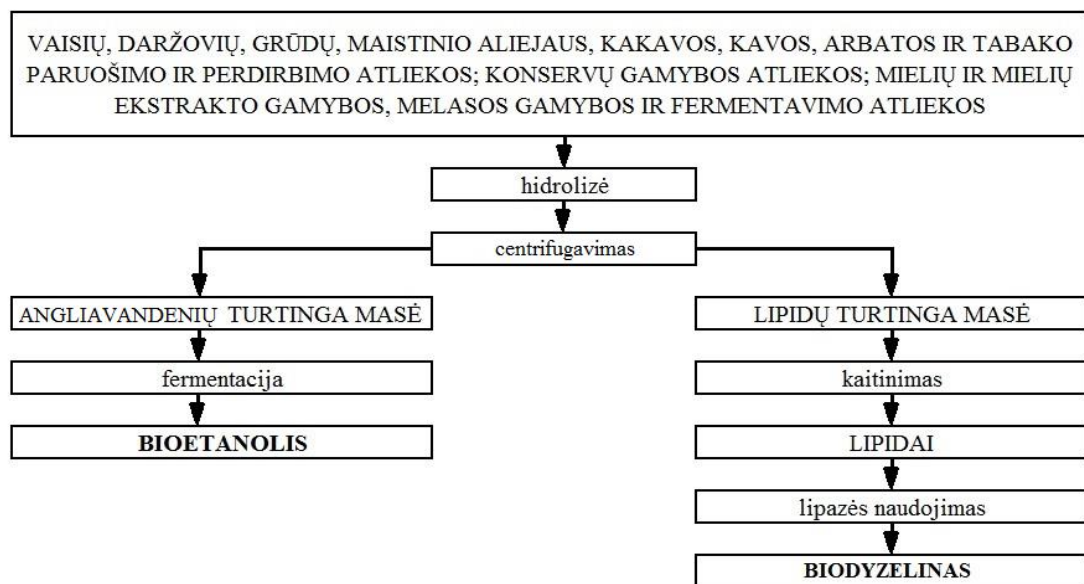 VAISIŲ, DARŽOVIŲ, GRŪDŲ, MAISTINIO ALIEJAUS, KAKAVOS, KAVOS, ARBATOS IR TABAKO
PARUOŠIMO IR PERDIRBIMO ATLIEKOS; KONSERVŲ GAMYBOS ATLIEKOS; MIELIŲ IR MIELIŲ
EKSTRAKTO GAMYBOS, MELASOS GAMYBOS IR FERMENTAVIMO ATLIEKOS
hidrolizė
centrifugavimas
ANGLIAVANDENIŲ TURTINGA MASĖ
fermentacija
BIOETANOLIS
LIPIDŲ TURTINGA MASĖ
kaitinimas
LIPIDAI
lipazės naudojimas
BIODYZELINAS